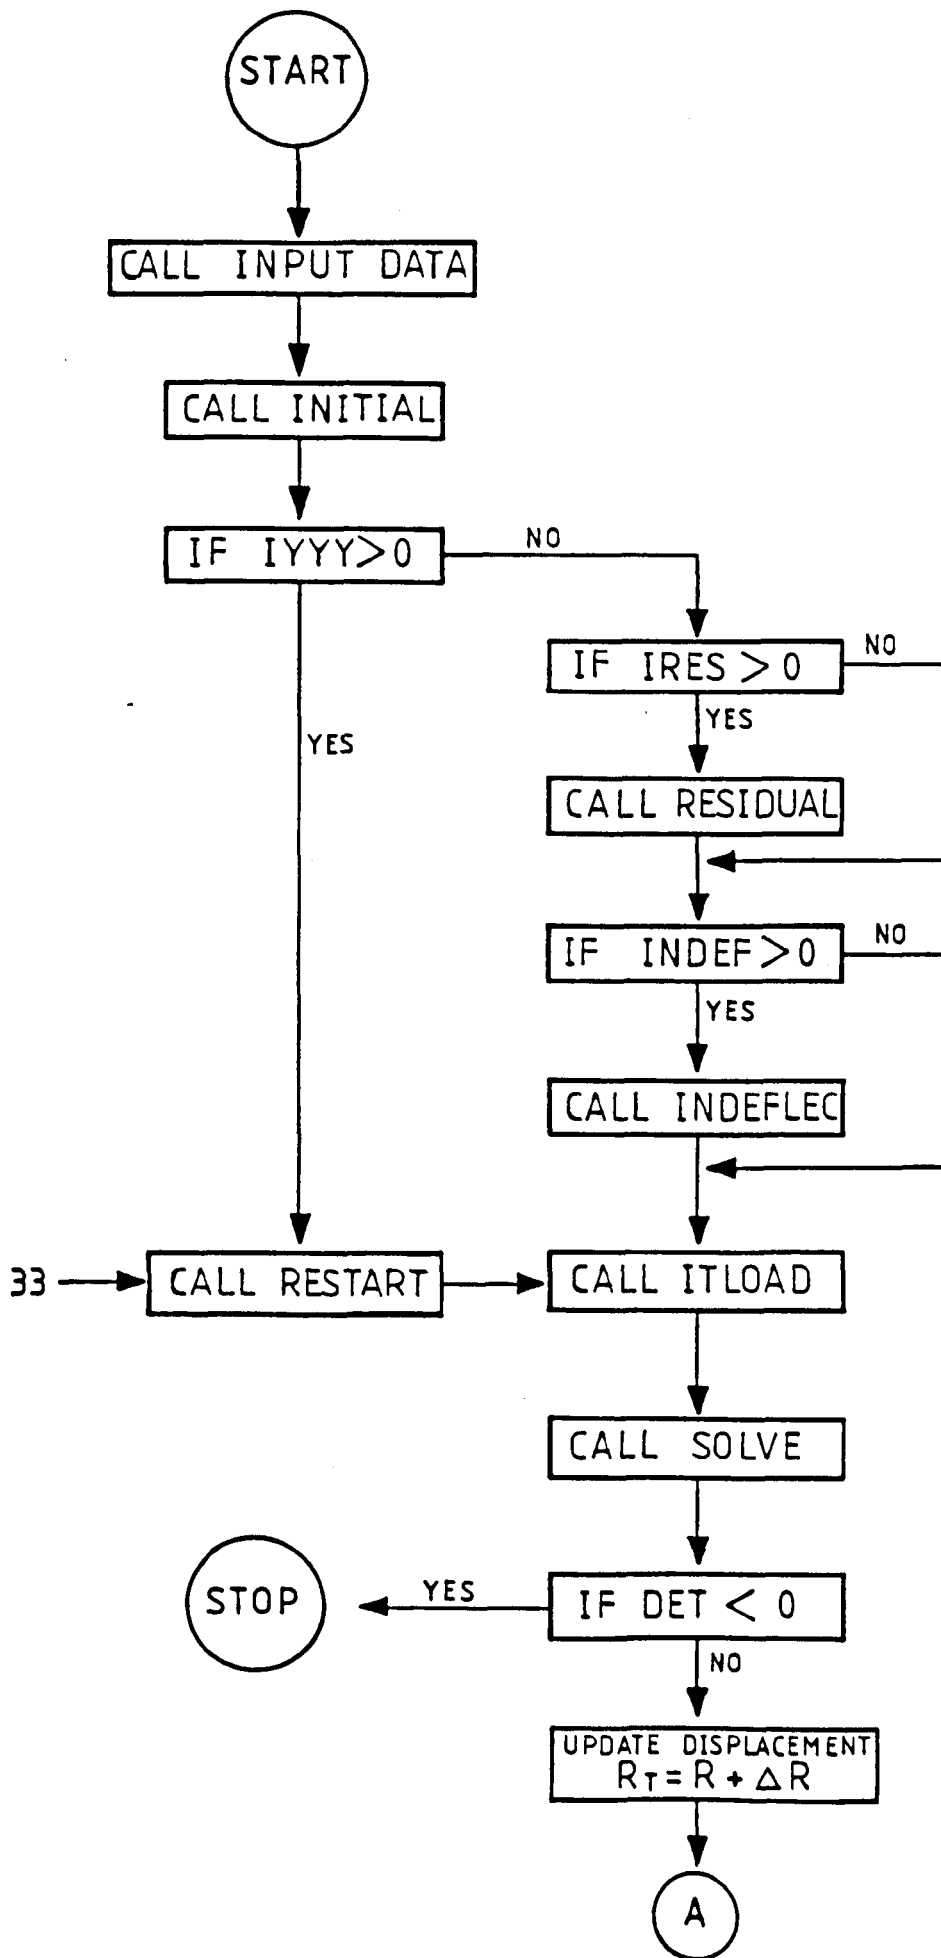 START
CALL INPUT DATA
CALL INITIAL
IF IYYY>0
NO
IF IRES > 0
NO
YES
YES
CALL RESIDUAL
IF INDEF>0
NO
YES
CALL INDEFLEC
33
CALL RESTART
CALL ITLOAD
CALL SOLVE
STOP
YES
IF DET < 0
NO
UPDATE DISPLACEMENT
RT = R + ΔR
A